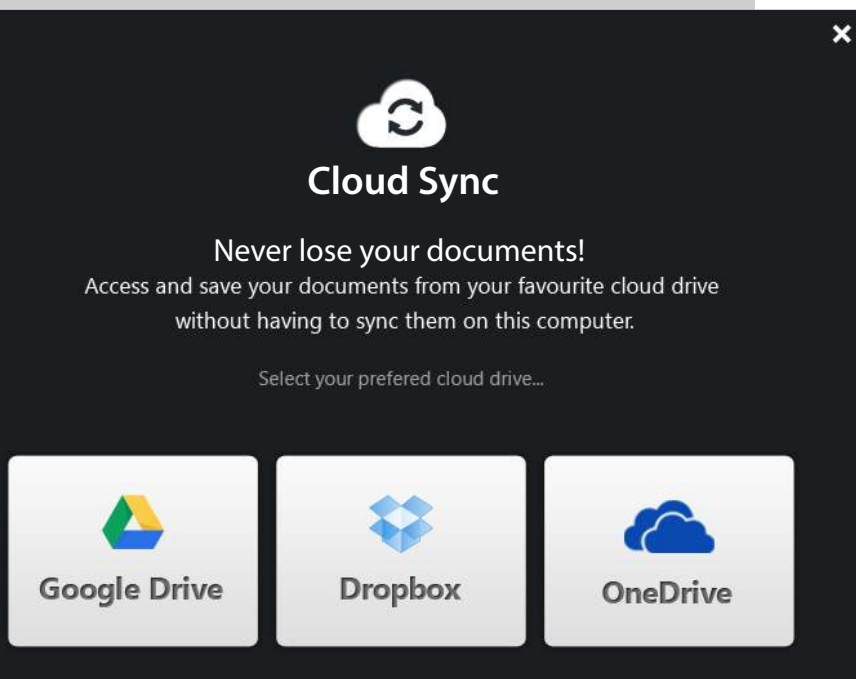 Cloud Sync
Never lose your documents!
Access and save your documents from your favourite cloud drive
without having to sync them on this computer.
Select your prefered cloud drive...
Google Drive
Dropbox
OneDrive